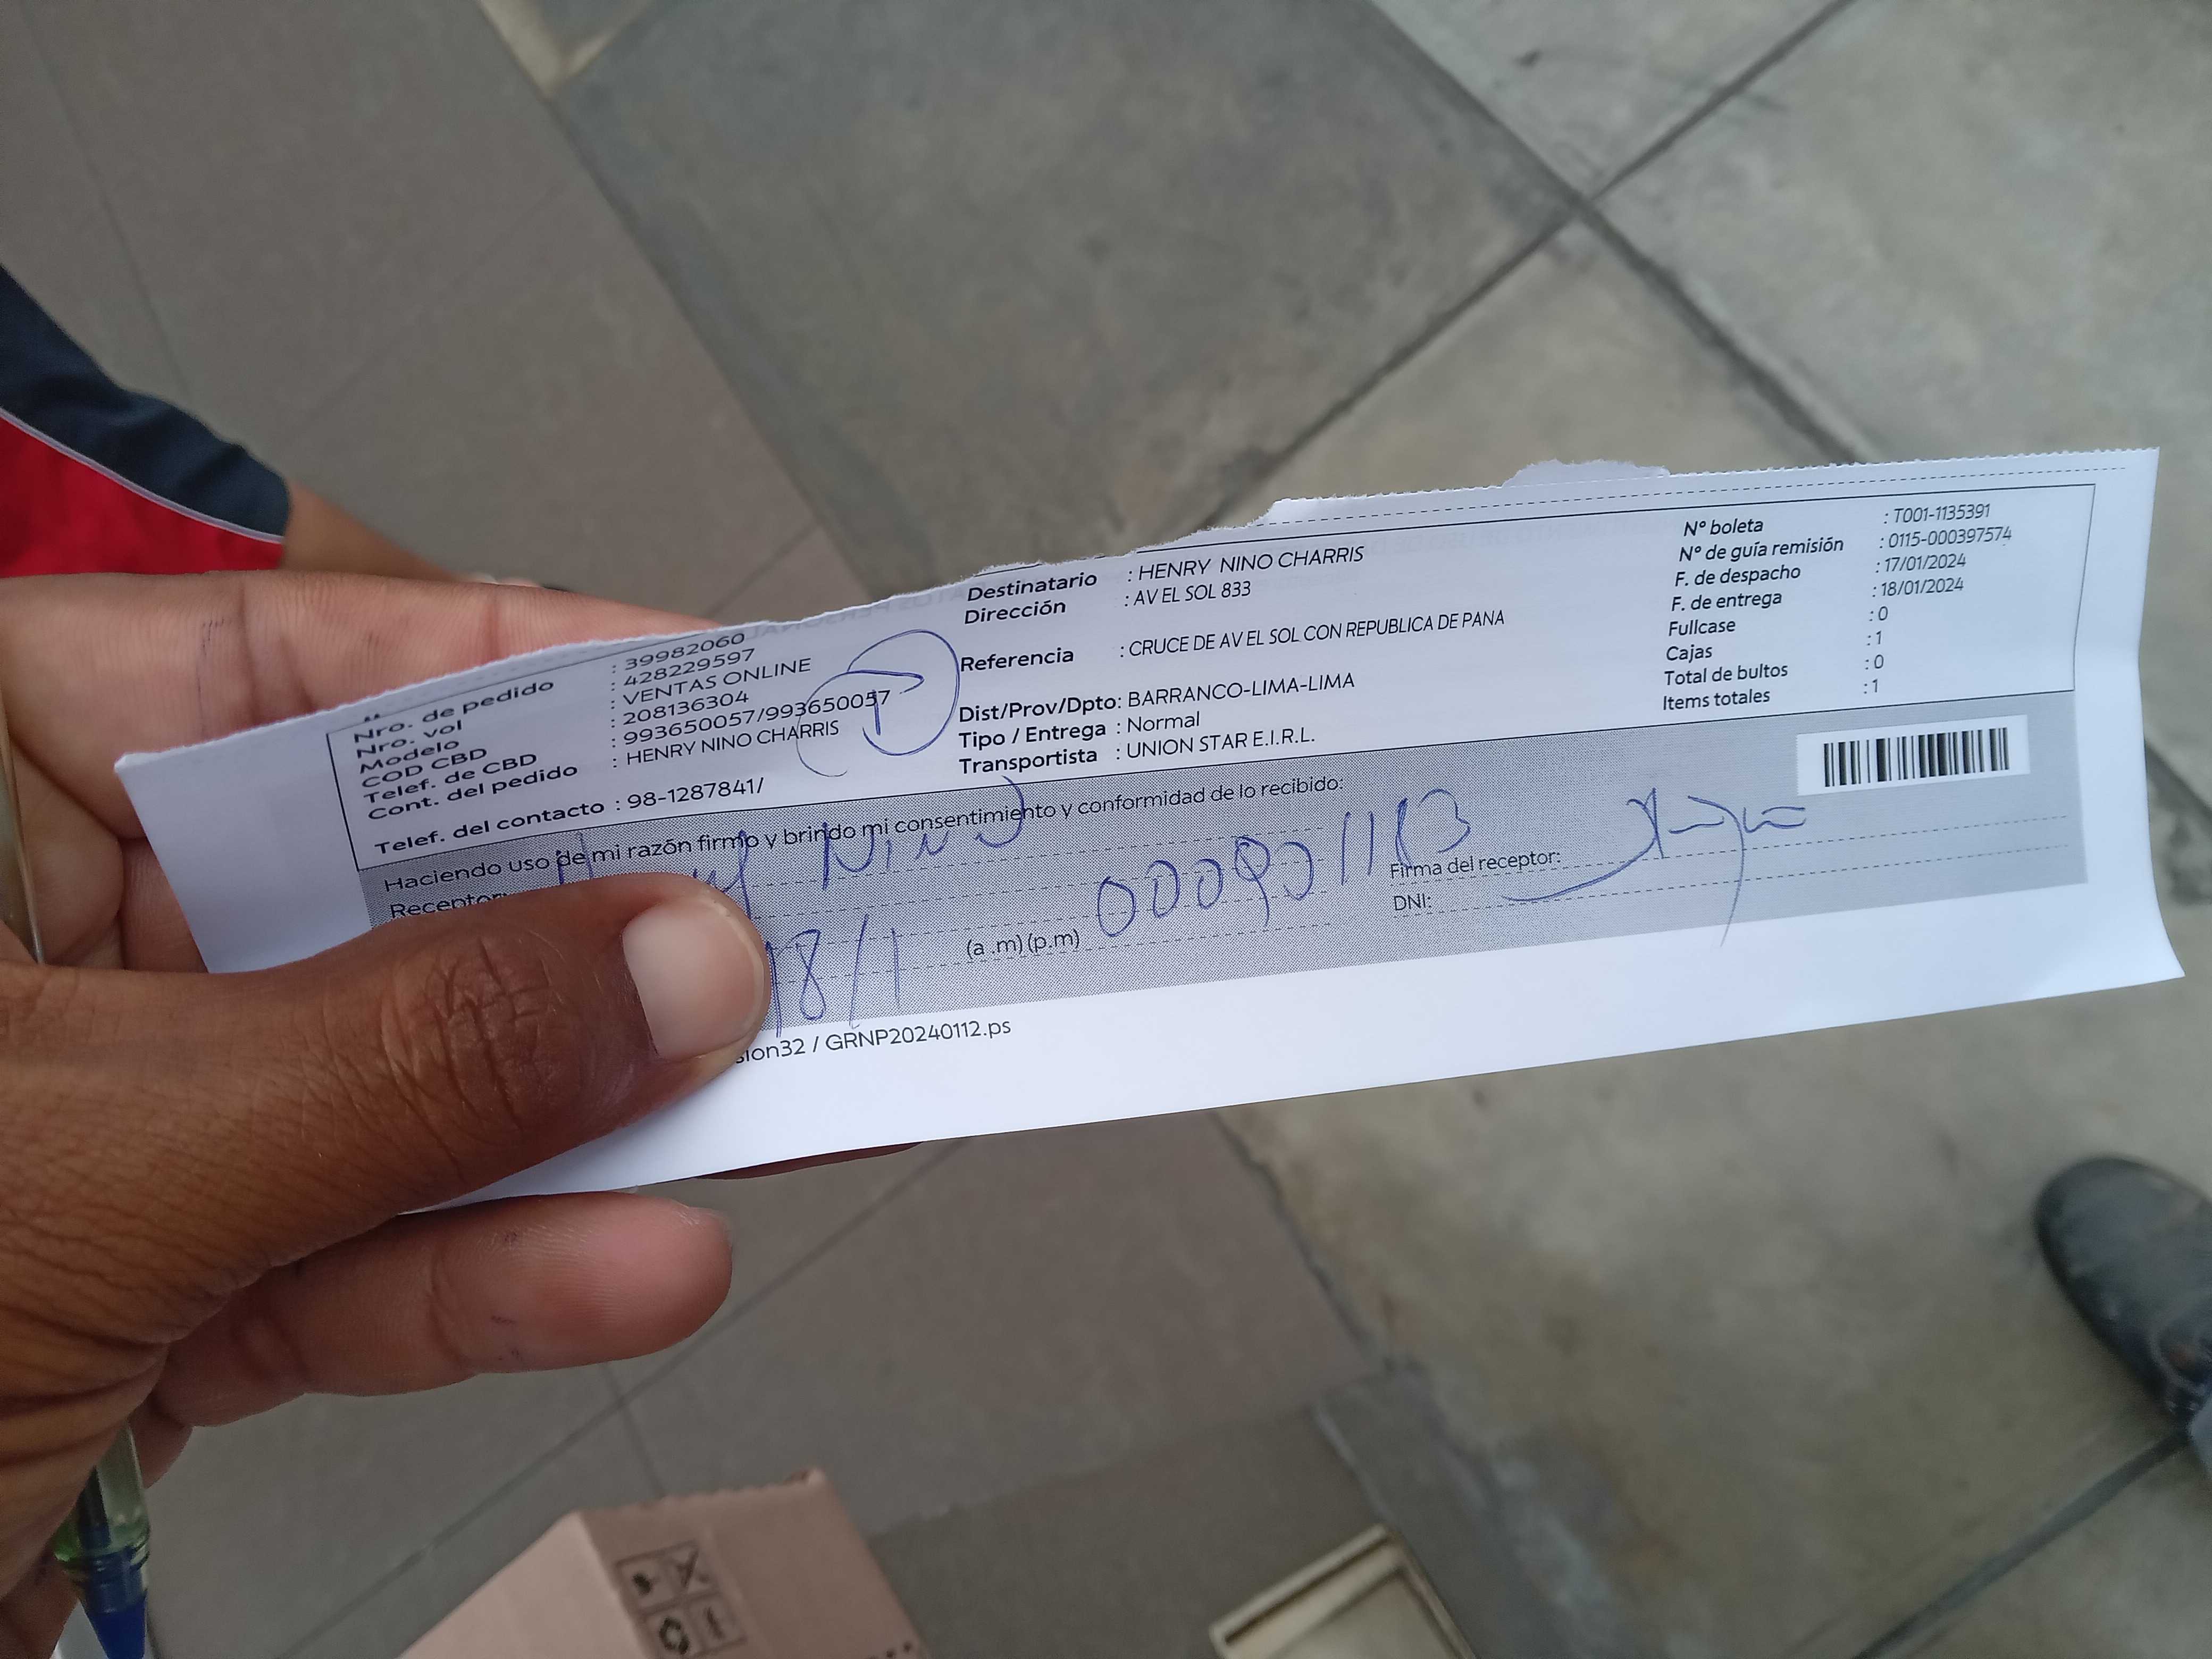 Nro. de pedido : 39982060
Nro. vol : 428229597
Modelo : VENTAS ONLINE
COD CBD : 208136304
Telef. de CBD : 993650057/993650057
Cont. del pedido : HENRY NINO CHARRIS
Telef. del contacto : 98-1287841/
Destinatario : HENRY NINO CHARRIS
Dirección : AV EL SOL 833
Referencia : CRUCE DE AV EL SOL CON REPUBLICA DE PANA
Dist/Prov/Dpto: BARRANCO-LIMA-LIMA
Tipo / Entrega : Normal
Transportista : UNION STAR E.I.R.L.
N° boleta : T001-1135391
N° de guía remisión : 0115-000397574
F. de despacho : 17/01/2024
F. de entrega : 18/01/2024
Fullcase : 0
Cajas : 1
Total de bultos : 0
Items totales : 1
Haciendo uso de mi razón firmo y brindo mi consentimiento y conformidad de lo recibido:
Receptor: Nino
18/1 (a .m) (p.m)
Firma del receptor:
DNI:
sion32 / GRNP20240112.ps